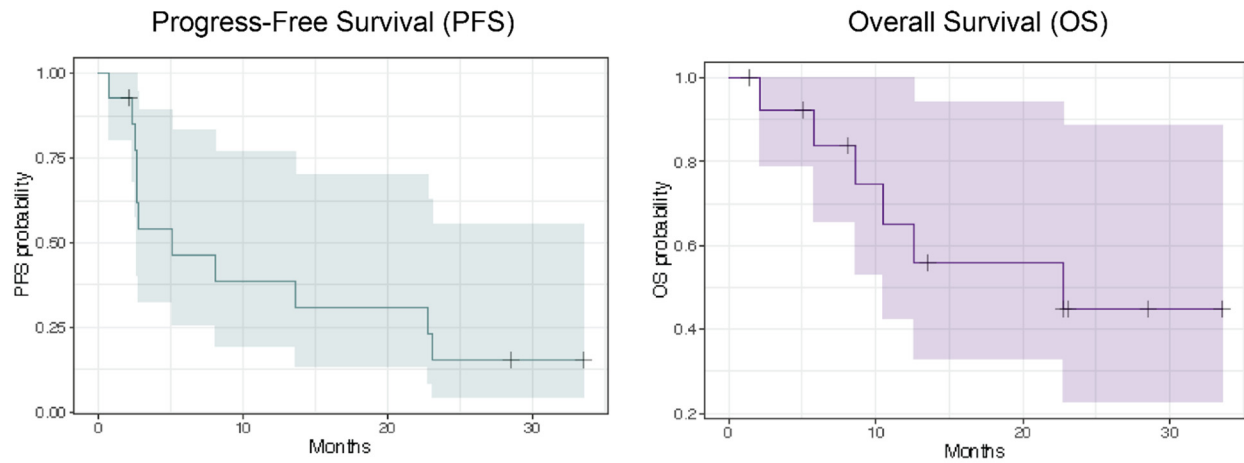 Progress-Free Survival (PFS)
1.00
0.75
0.50
0.25
0.00
PFS probability
0 10 20 30
Months
Overall Survival (OS)
1.0
0.8
0.6
0.4
0.2
OS probability
0 10 20 30
Months